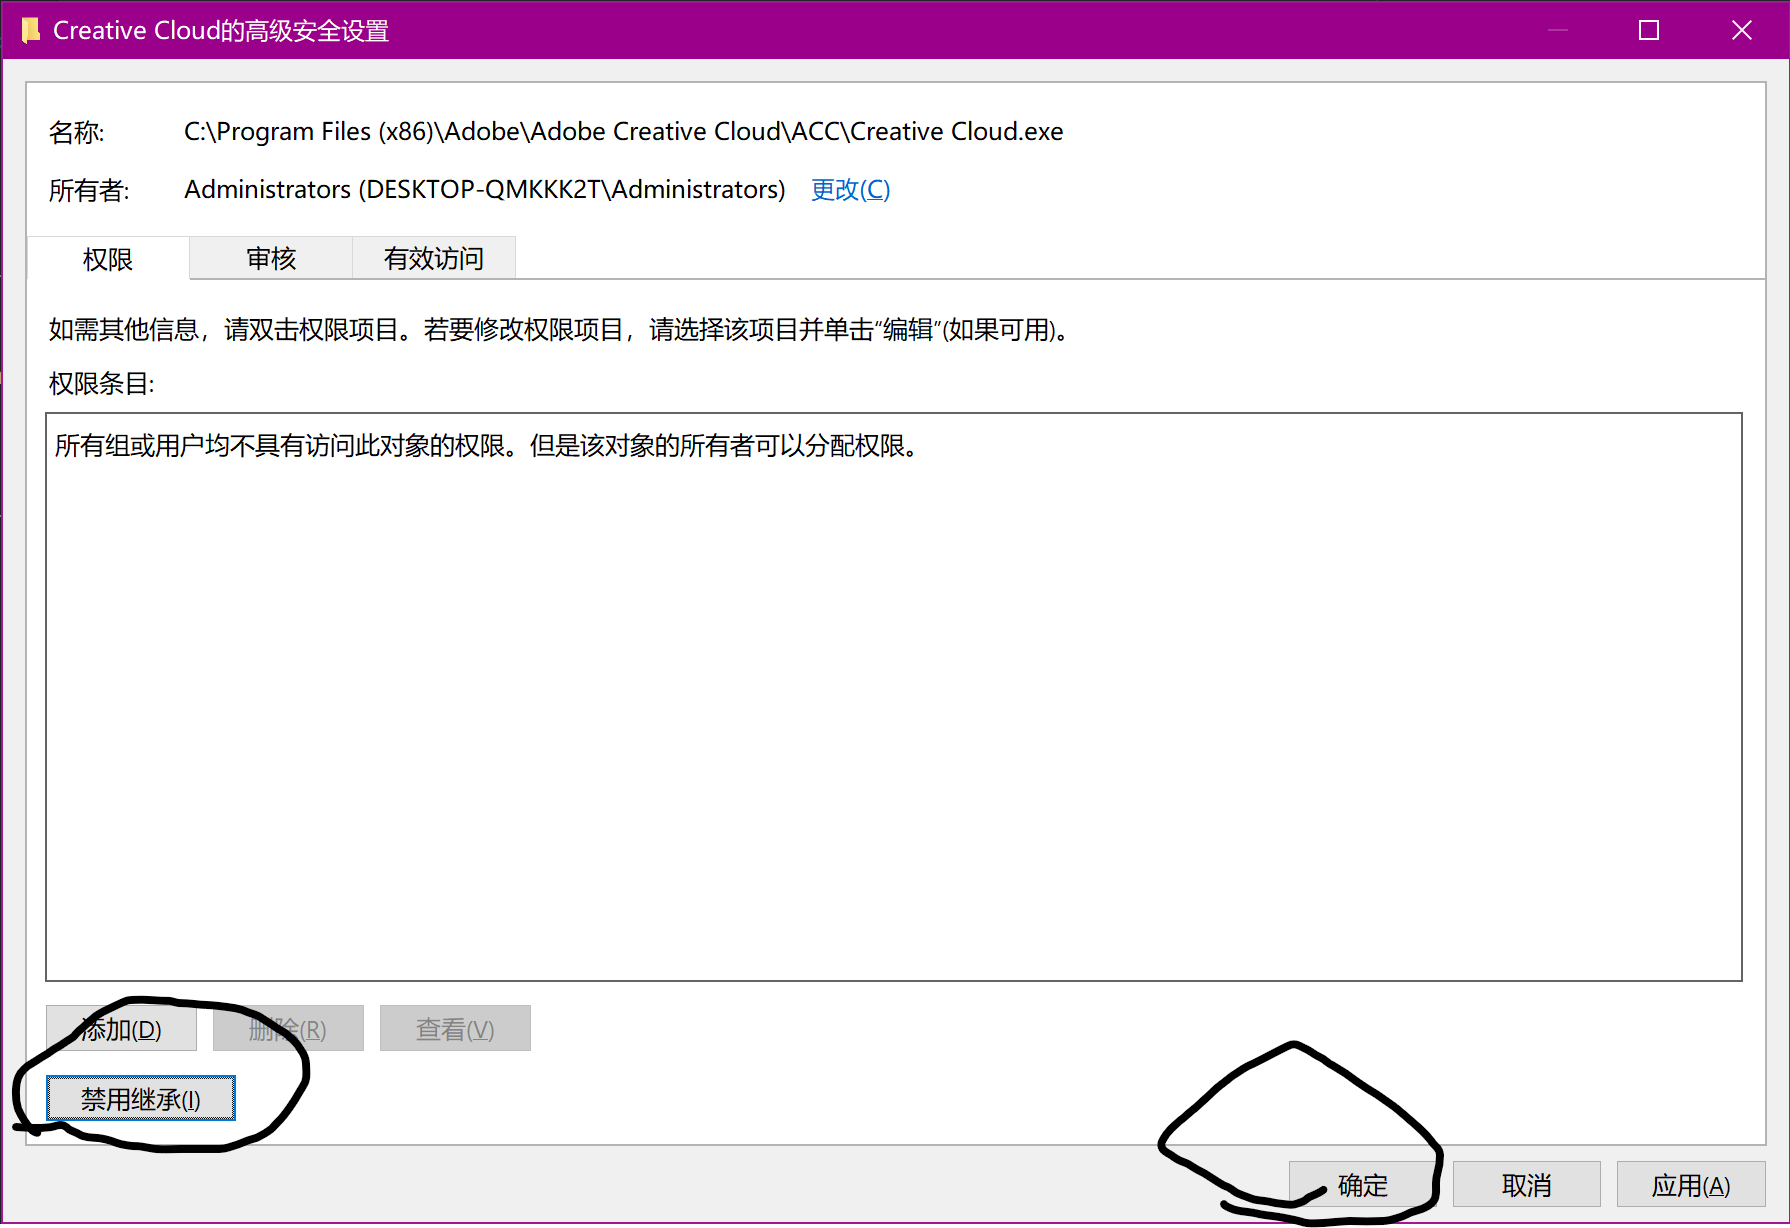 Creative Cloud的高级安全设置
名称: C:\Program Files (x86)\Adobe\Adobe Creative Cloud\ACC\Creative Cloud.exe
所有者: Administrators (DESKTOP-QMKKK2T\Administrators) 更改(C)
权限 审核 有效访问
如需其他信息，请双击权限项目。若要修改权限项目，请选择该项目并单击“编辑”(如果可用)。
权限条目:
所有组或用户均不具有访问此对象的权限。但是该对象的所有者可以分配权限。
添加(D) 删除(R) 查看(V)
禁用继承(I)
确定 取消 应用(A)